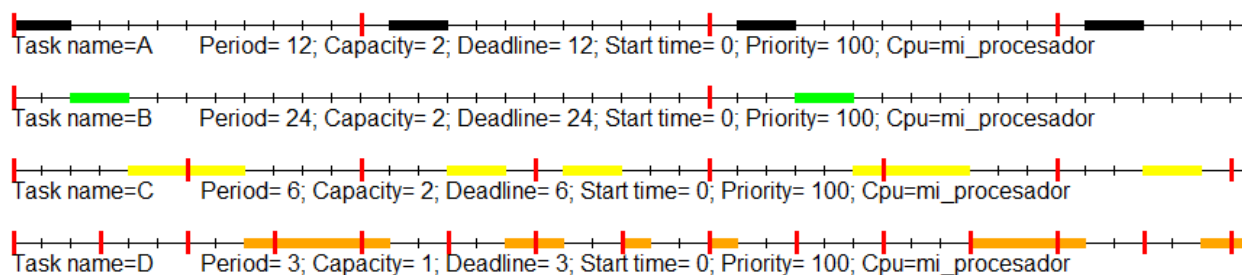 Task name=A Period= 12; Capacity= 2; Deadline= 12; Start time= 0; Priority= 100; Cpu=mi_procesador
Task name=B Period= 24; Capacity= 2; Deadline= 24; Start time= 0; Priority= 100; Cpu=mi_procesador
Task name=C Period= 6; Capacity= 2; Deadline= 6; Start time= 0; Priority= 100; Cpu=mi_procesador
Task name=D Period= 3; Capacity= 1; Deadline= 3; Start time= 0; Priority= 100; Cpu=mi_procesador